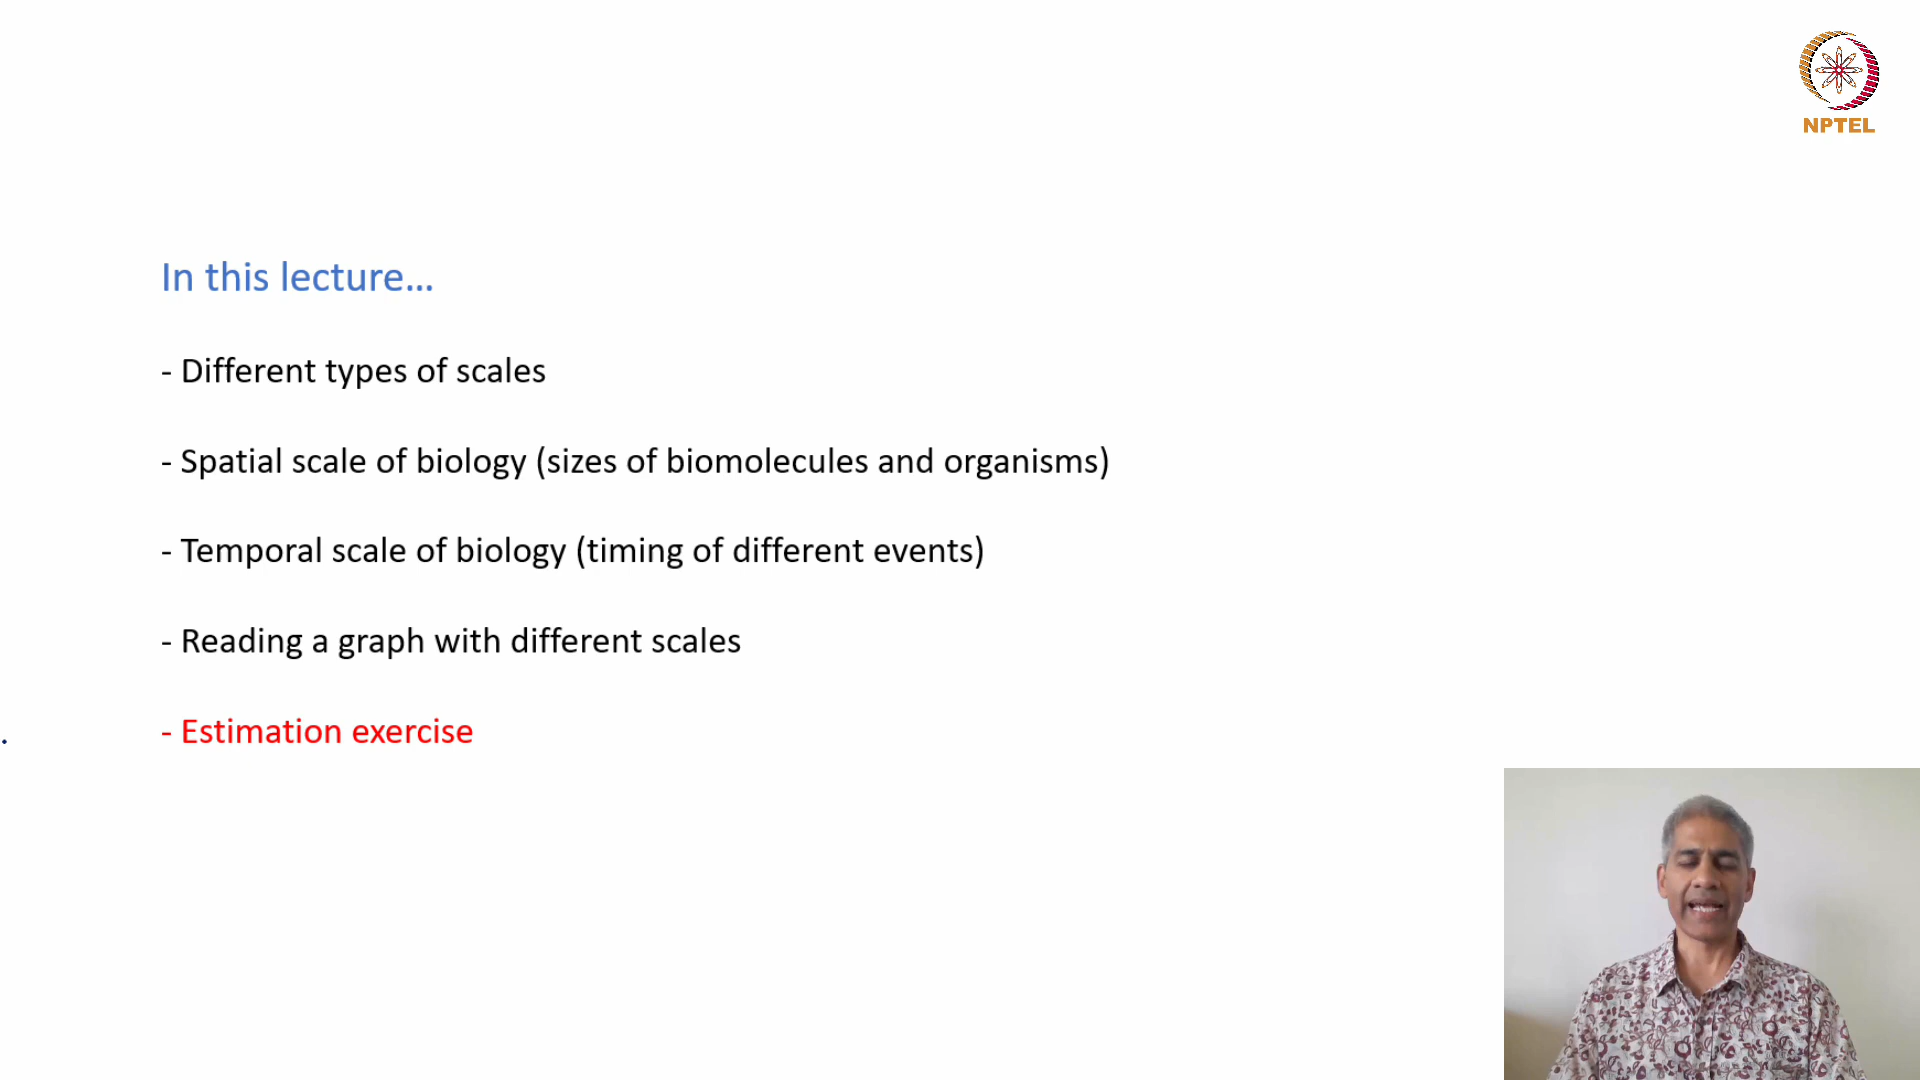 NPTEL
In this lecture...
- Different types of scales
- Spatial scale of biology (sizes of biomolecules and organisms)
- Temporal scale of biology (timing of different events)
- Reading a graph with different scales
- Estimation exercise